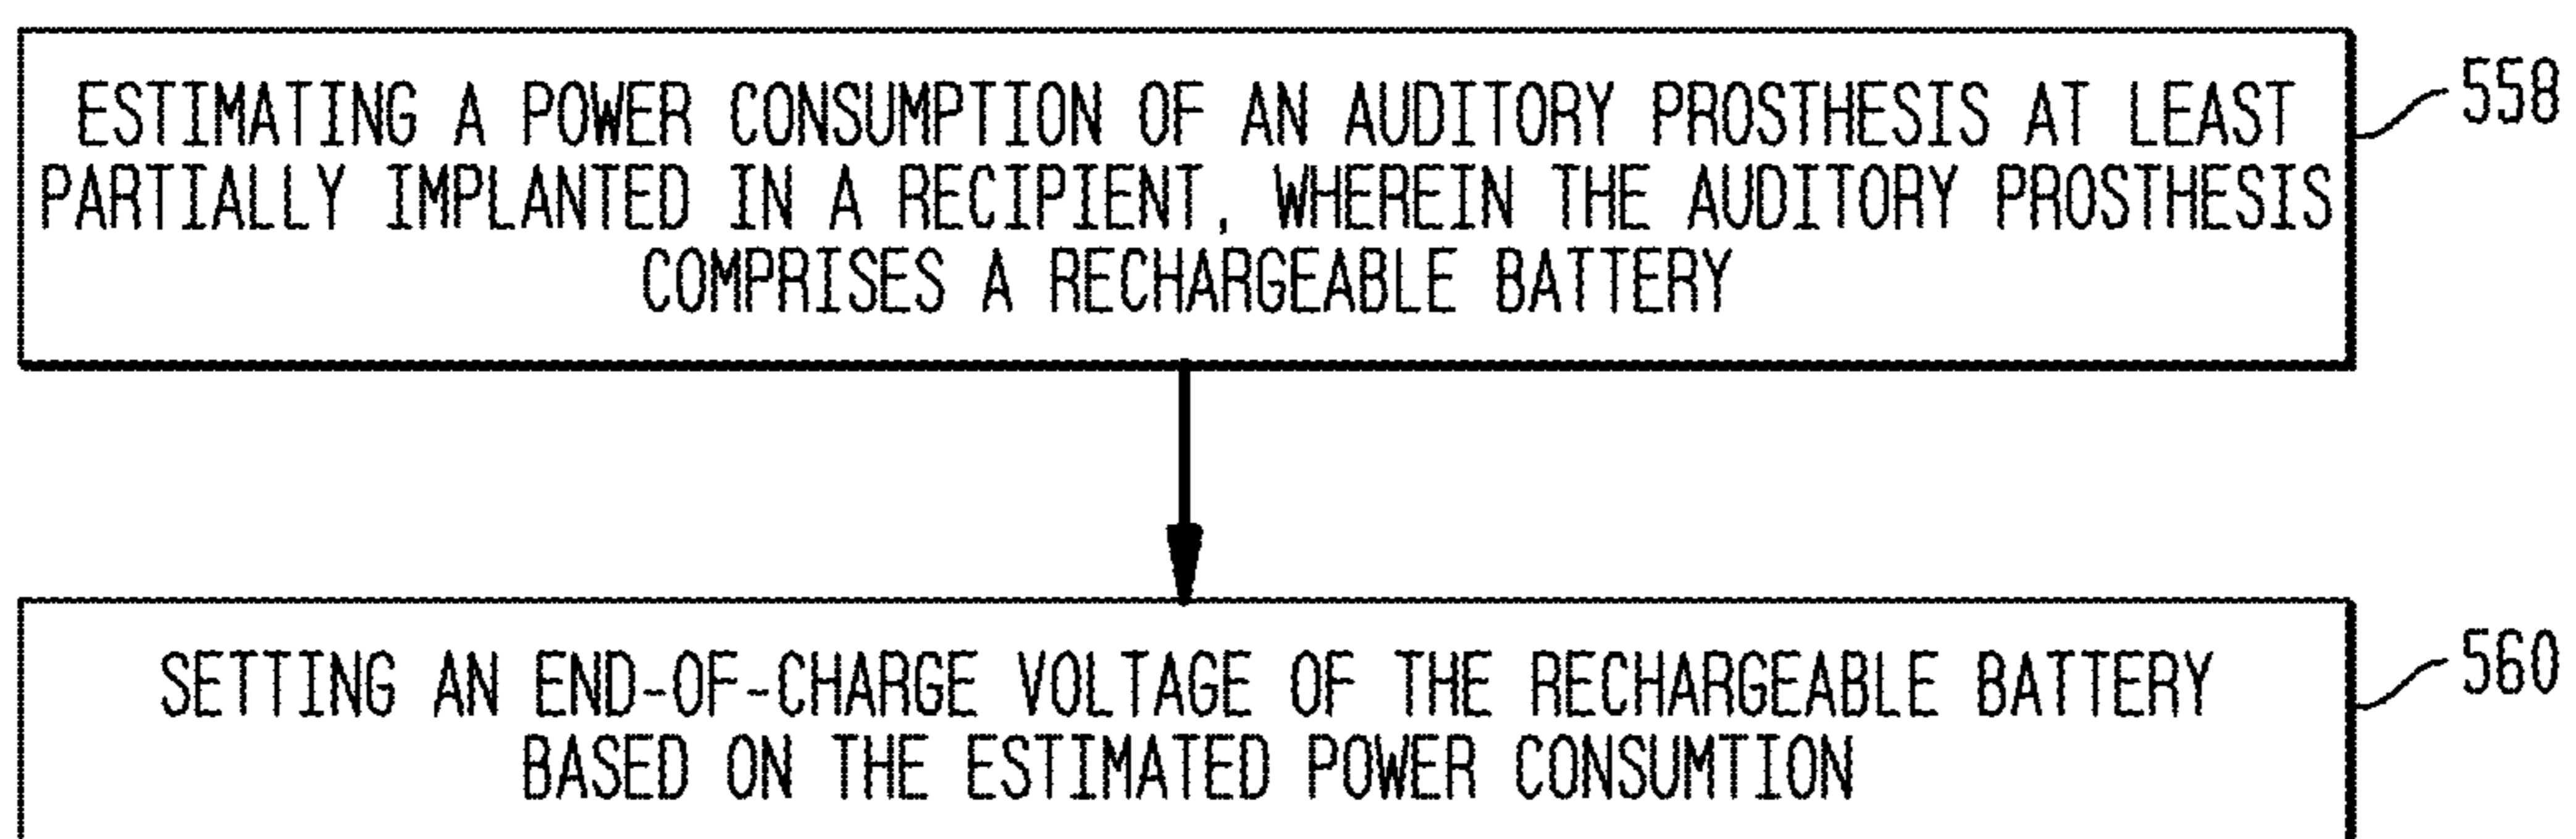 ESTIMATING A POWER CONSUMPTION OF AN AUDITORY PROSTHESIS AT LEAST
PARTIALLY IMPLANTED IN A RECIPIENT, WHEREIN THE AUDITORY PROSTHESIS
COMPRISES A RECHARGEABLE BATTERY
558
SETTING AN END-OF-CHARGE VOLTAGE OF THE RECHARGEABLE BATTERY
BASED ON THE ESTIMATED POWER CONSUMTION
560